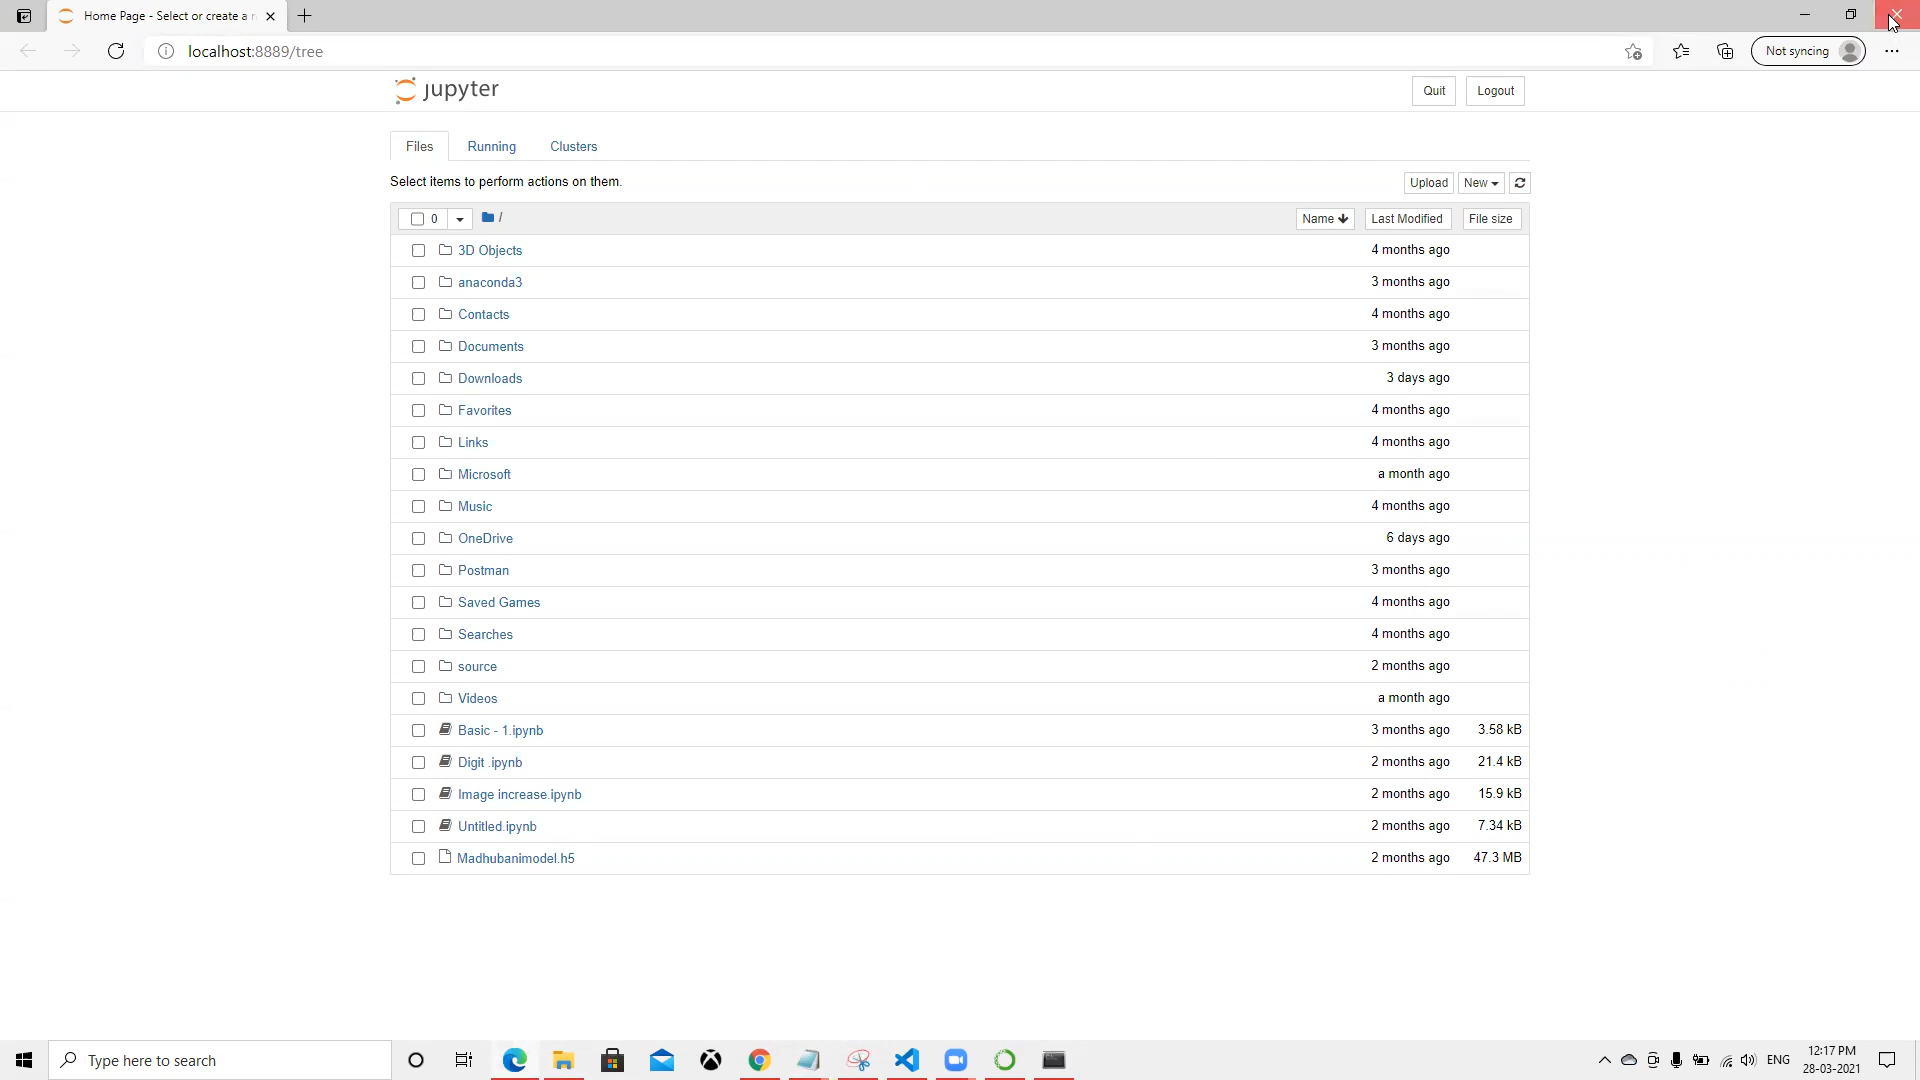 Home Page - Select or create a
localhost:8889/tree
Not syncing
jupyter
Quit
Logout
Files
Running
Clusters
Select items to perform actions on them.
Upload
New
0
/
Name
Last Modified
File size
3D Objects 4 months ago
anaconda3 3 months ago
Contacts 4 months ago
Documents 3 months ago
Downloads 3 days ago
Favorites 4 months ago
Links 4 months ago
Microsoft a month ago
Music 4 months ago
OneDrive 6 days ago
Postman 3 months ago
Saved Games 4 months ago
Searches 4 months ago
source 2 months ago
Videos a month ago
Basic - 1.ipynb 3 months ago 3.58 kB
Digit .ipynb 2 months ago 21.4 kB
Image increase.ipynb 2 months ago 15.9 kB
Untitled.ipynb 2 months ago 7.34 kB
Madhubanimodel.h5 2 months ago 47.3 MB
Type here to search
ENG
12:17 PM
28-03-2021